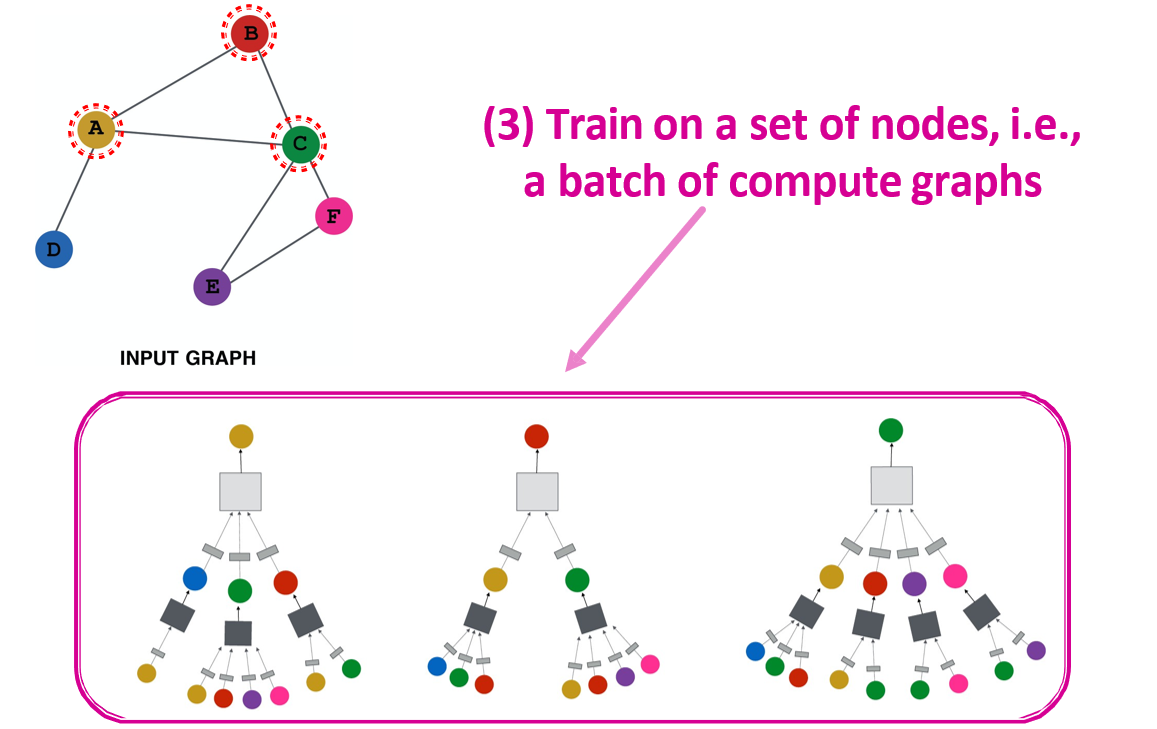 B
(3) Train on a set of nodes, i.e.,
a batch of compute graphs
A
C
F
D
E
INPUT GRAPH